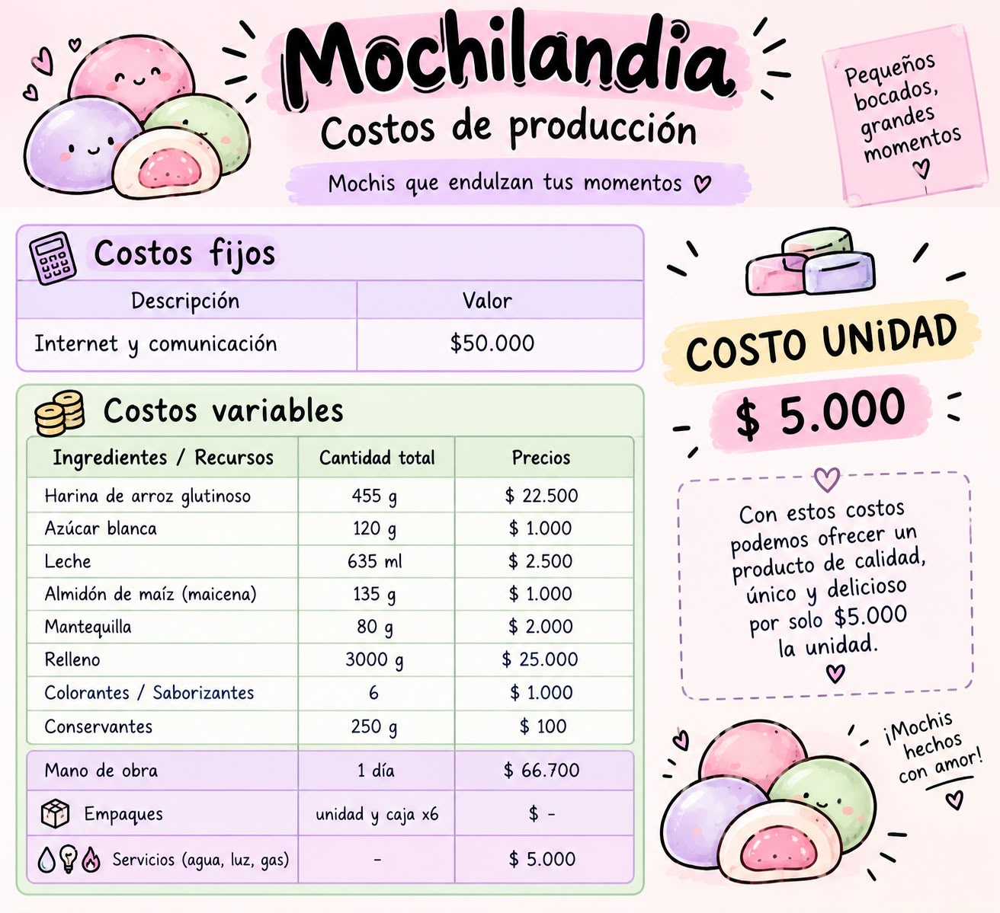 Mochilandia
Costos de producción
Mochis que endulzan tus momentos
Pequeños
bocados,
grandes
momentos
Costos fijos
Descripción Valor
Internet y comunicación $50.000
Costos variables
Ingredientes / Recursos Cantidad total Precios
Harina de arroz glutinoso 455 g $ 22.500
Azúcar blanca 120 g $ 1.000
Leche 635 ml $ 2.500
Almidón de maíz (maicena) 135 g $ 1.000
Mantequilla 80 g $ 2.000
Relleno 3000 g $ 25.000
Colorantes / Saborizantes 6 $ 1.000
Conservantes 250 g $ 100
Mano de obra 1 día $ 66.700
Empaques unidad y caja x6 $ -
Servicios (agua, luz, gas) - $ 5.000
COSTO UNiDAD
$ 5.000
Con estos costos
podemos ofrecer un
producto de calidad,
único y delicioso
por solo $5.000
la unidad.
¡Mochis
hechos
con amor!